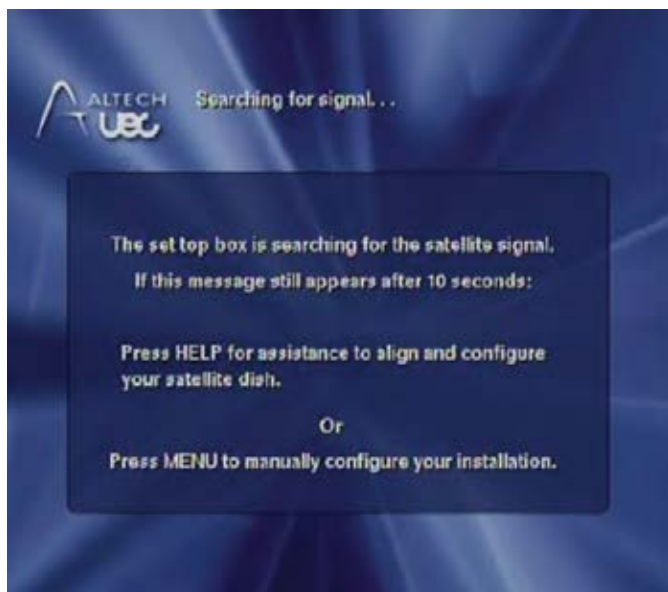 ALTECH
UEC
Searching for signal...
The set top box is searching for the satellite signal.
If this message still appears after 10 seconds:
Press HELP for assistance to align and configure
your satellite dish.
Or
Press MENU to manually configure your installation.